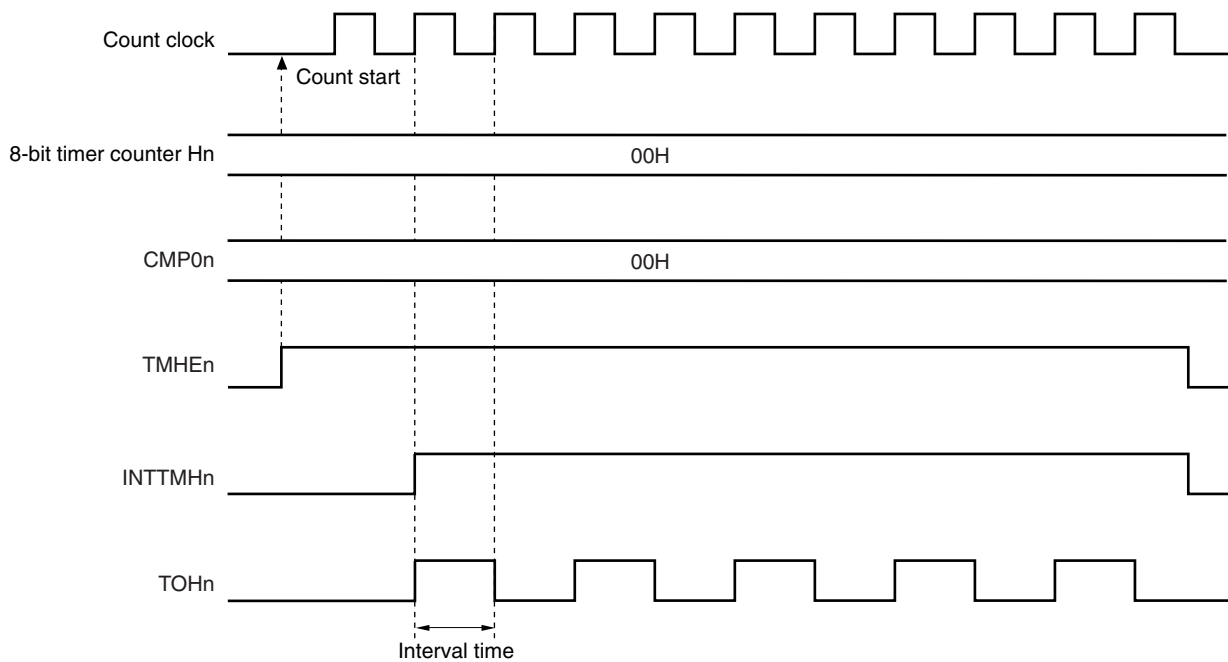 Count clock
Count start
8-bit timer counter Hn
00H
CMP0n
00H
TMHEn
INTTMHn
TOHn
Interval time